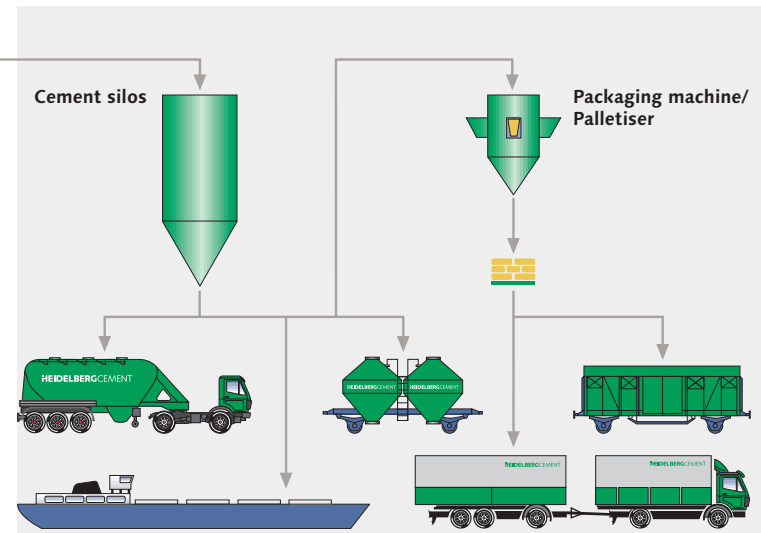 Cement silos
Packaging machine/
Palletiser
HEIDELBERGCEMENT
HEIDELBERGCEMENT
HEIDELBERGCEMENT
HEIDELBERGCEMENT
HEIDELBERGCEMENT